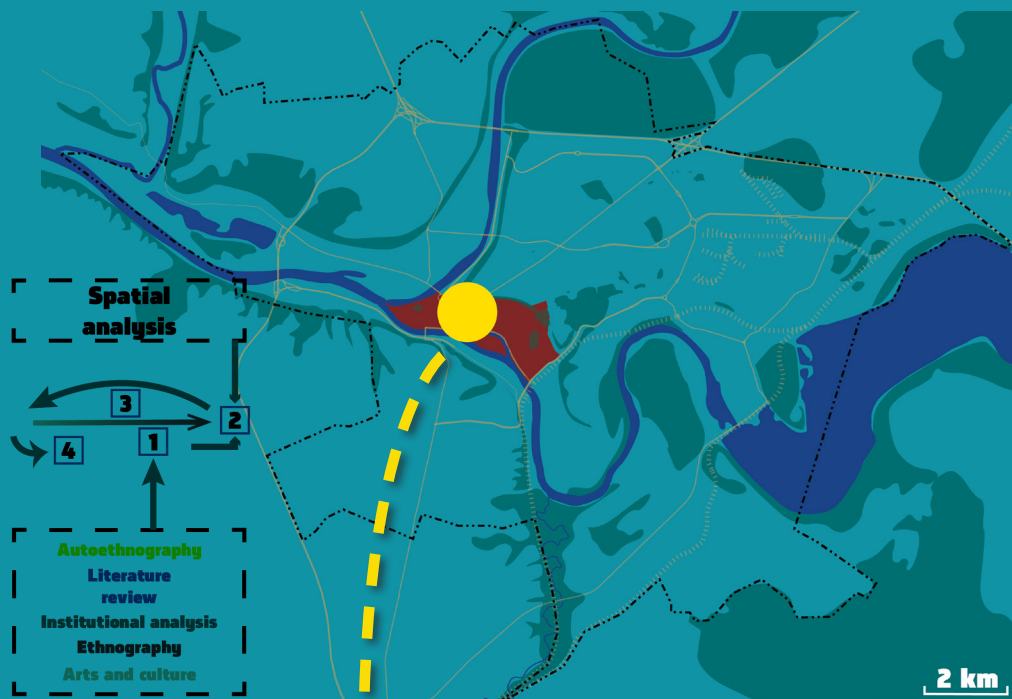 Spatial
analysis
3
2
1
4
Autoethnography
Literature
review
Institutional analysis
Ethnography
Arts and culture
2 km